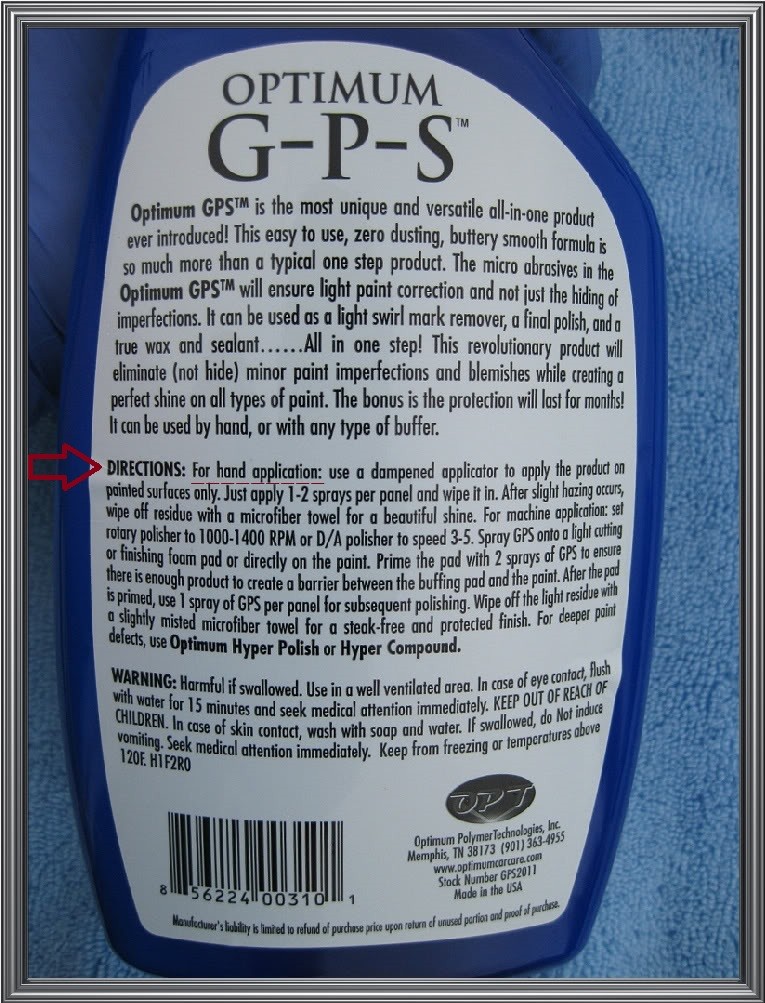 OPTIMUM
G-P-S™
Optimum GPS™ is the most unique and versatile all-in-one product
ever introduced! This easy to use, zero dusting, buttery smooth formula is
so much more than a typical one step product. The micro abrasives in the
Optimum GPS™ will ensure light paint correction and not just the hiding of
imperfections. It can be used as a light swirl mark remover, a final polish, and a
true wax and sealant......All in one step! This revolutionary product will
eliminate (not hide) minor paint imperfections and blemishes while creating a
perfect shine on all types of paint. The bonus is the protection will last for months!
It can be used by hand, or with any type of buffer.
DIRECTIONS: For hand application: use a dampened applicator to apply the product on
painted surfaces only. Just apply 1-2 sprays per panel and wipe it in. After slight hazing occurs,
wipe off residue with a microfiber towel for a beautiful shine. For machine application: set
rotary polisher to 1000-1400 RPM or D/A polisher to speed 3-5. Spray GPS onto a light cutting
or finishing foam pad or directly on the paint. Prime the pad with 2 sprays of GPS to ensure
there is enough product to create a barrier between the buffing pad and the paint. After the pad
is primed, use 1 spray of GPS per panel for subsequent polishing. Wipe off the light residue with
a slightly misted microfiber towel for a steak-free and protected finish. For deeper paint
defects, use Optimum Hyper Polish or Hyper Compound.
WARNING: Harmful if swallowed. Use in a well ventilated area. In case of eye contact, flush
with water for 15 minutes and seek medical attention immediately. KEEP OUT OF REACH OF
CHILDREN. In case of skin contact, wash with soap and water. If swallowed, do Not induce
vomiting. Seek medical attention immediately. Keep from freezing or temperatures above
120F. H1F2R0
OPT
Optimum PolymerTechnologies, Inc.
Memphis, TN 38173 (901) 363-4955
www.optimumcarcare.com
Stock Number GPS2011
Made in the USA
8 56224 00310 1
Manufacturer's liability is limited to refund of purchase price upon return of unused portion and proof of purchase.